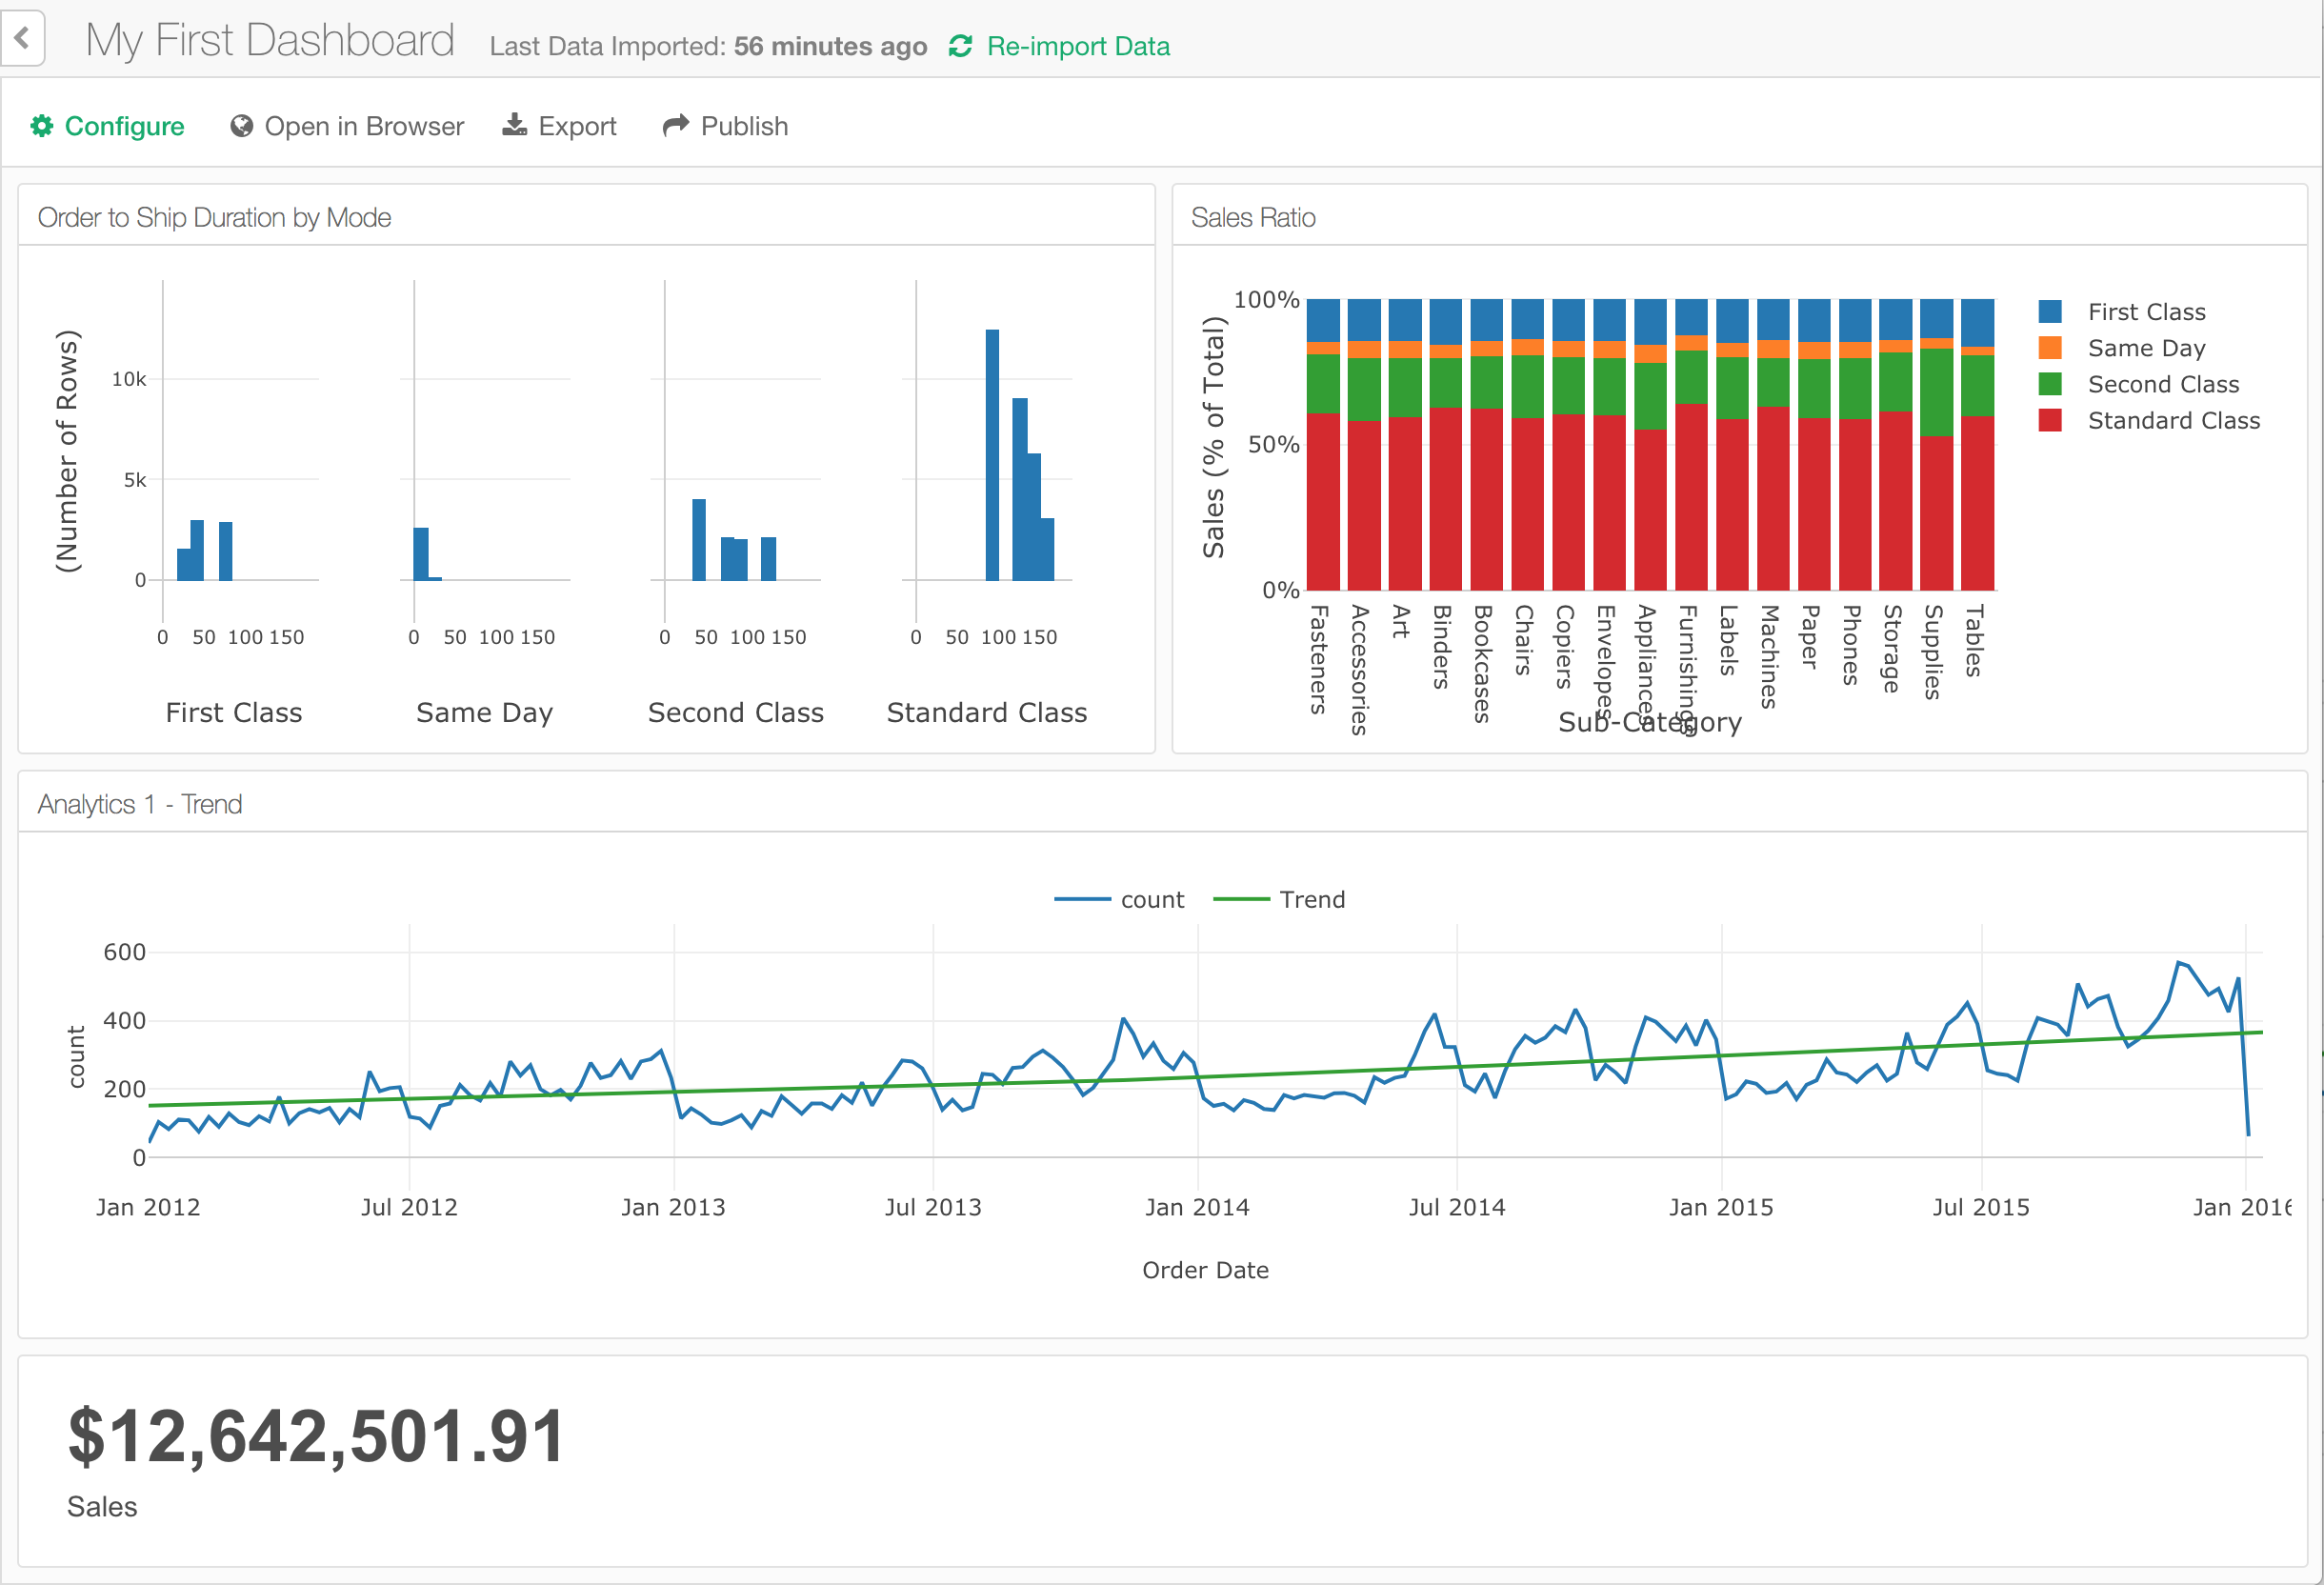 My First Dashboard Last Data Imported: 56 minutes ago Re-import Data
Configure Open in Browser Export Publish
Order to Ship Duration by Mode
(Number of Rows)
10k
5k
0
0 50 100 150 0 50 100 150 0 50 100 150 0 50 100 150
First Class Same Day Second Class Standard Class
Sales Ratio
Sales (% of Total)
100%
50%
0%
First Class
Same Day
Second Class
Standard Class
Fasteners
Accessories
Art
Binders
Bookcases
Chairs
Copiers
Envelopes
Appliances
Furnishings
Labels
Machines
Paper
Phones
Storage
Supplies
Tables
Sub-Category
Analytics 1 - Trend
count Trend
count
600
400
200
0
Jan 2012 Jul 2012 Jan 2013 Jul 2013 Jan 2014 Jul 2014 Jan 2015 Jul 2015 Jan 2016
Order Date
$12,642,501.91
Sales